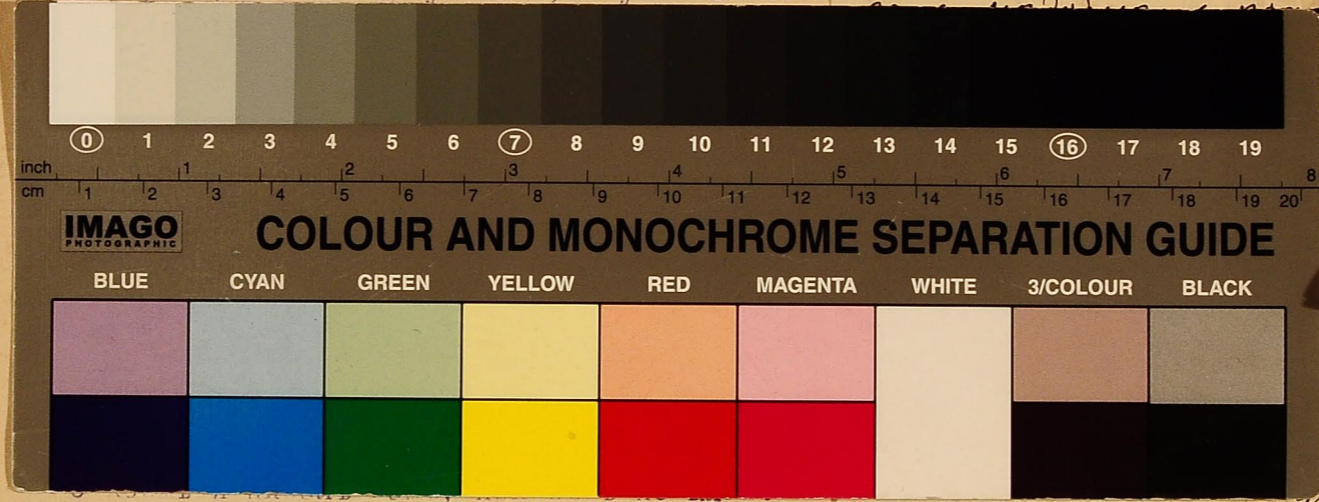 0 1 2 3 4 5 6 7 8 9 10 11 12 13 14 15 16 17 18 19
inch 1 2 3 4 5 6 7 8
cm 1 2 3 4 5 6 7 8 9 10 11 12 13 14 15 16 17 18 19 20
IMAGO
PHOTOGRAPHIC
COLOUR AND MONOCHROME SEPARATION GUIDE
BLUE CYAN GREEN YELLOW RED MAGENTA WHITE 3/COLOUR BLACK